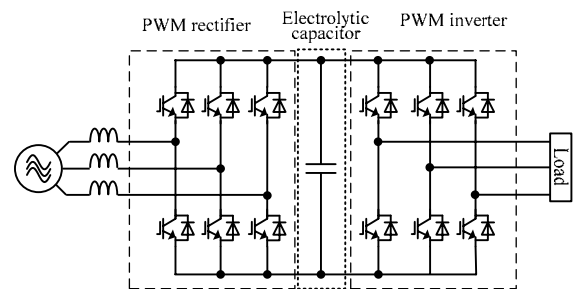 PWM rectifier
Electrolytic
capacitor
PWM inverter
Load